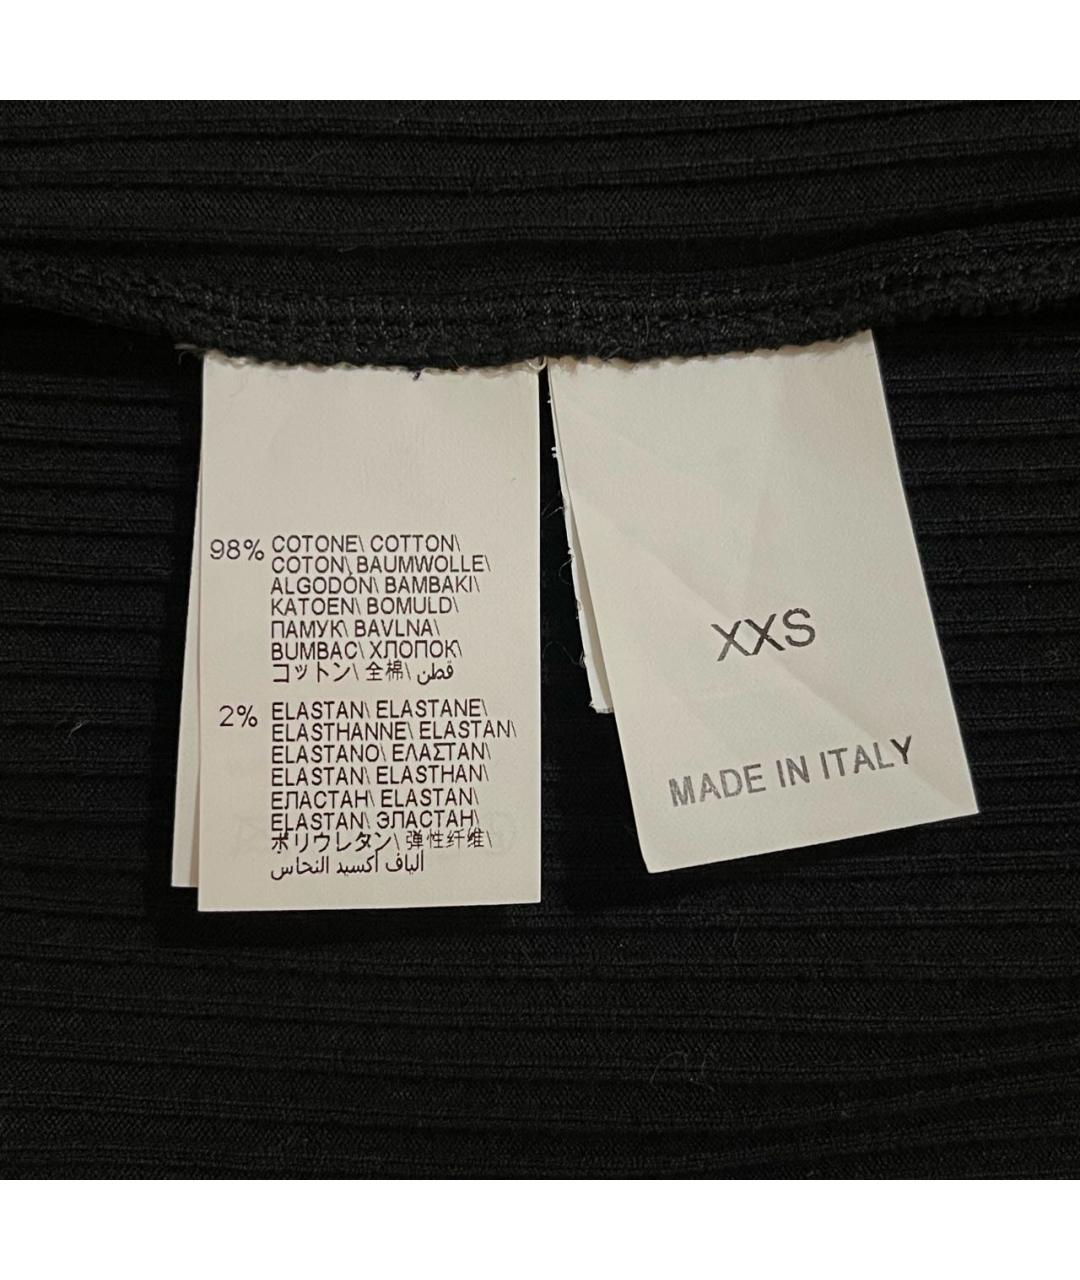 98% COTONE\ COTTON\
COTON\ BAUMWOLLE\
ALGODÓN\ BAMBAKI\
KATOEN\ BOMULD\
ПАМУК\ BAVLNA\
BUMBAC\ ХЛОПОК\
コットン\ 全棉\ قطن
2% ELASTAN\ ELASTANE\
ELASTHANNE\ ELASTAN\
ELASTANO\ ΕΛΑΣΤΑΝ\
ELASTAN\ ELASTHAN\
ЕЛАСТАН\ ELASTAN\
ELASTAN\ ЭЛАСТАН\
ポリウレタン\ 弹性纤维\
الياف أكسيد النحاس
XXS
MADE IN ITALY